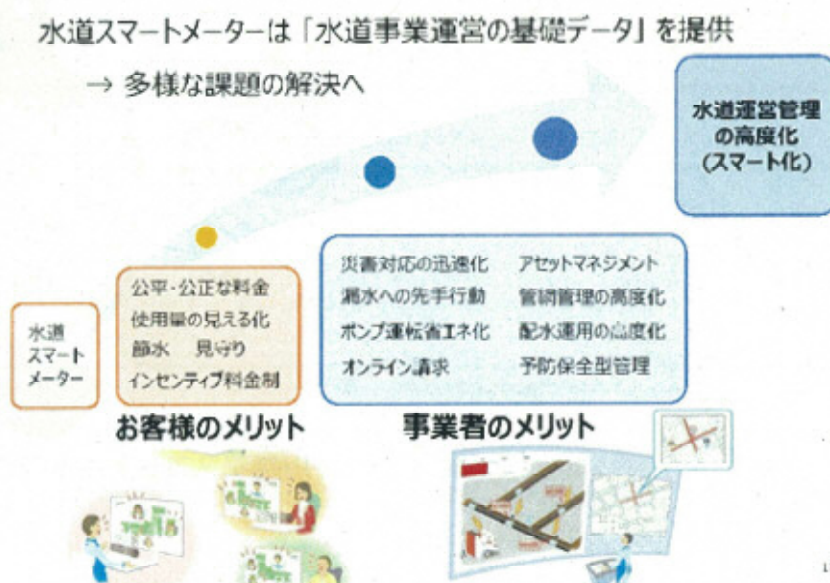 水道スマートメーターは「水道事業運営の基礎データ」を提供
→ 多様な課題の解決へ
水道運営管理
の高度化
(スマート化)
水道
スマート
メーター
公平・公正な料金
使用量の見える化
節水 見守り
インセンティブ料金制
お客様のメリット
災害対応の迅速化 アセットマネジメント
漏水への先手行動 管網管理の高度化
ポンプ運転省エネ化 配水運用の高度化
オンライン請求 予防保全型管理
事業者のメリット
1